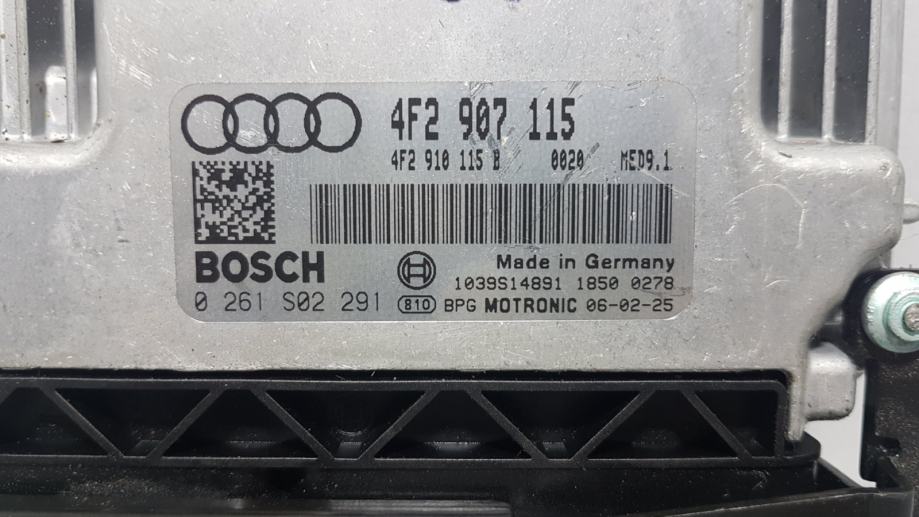 4F2 907 115
4F2 910 115 B 0020 MED9.1
BOSCH
Made in Germany
1039S14891 1850 0278
0 261 S02 291 810 BPG MOTRONIC 06-02-25